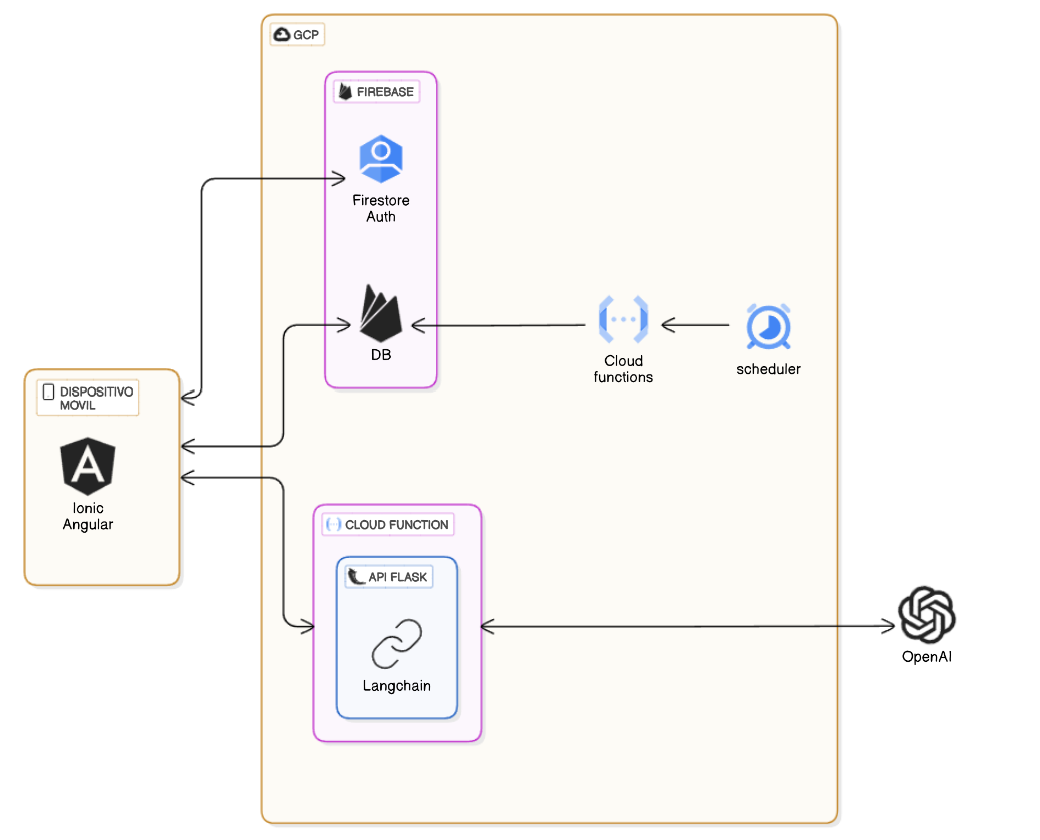 GCP
FIREBASE
Firestore
Auth
DB
Cloud
functions
scheduler
DISPOSITIVO
MOVIL
Ionic
Angular
CLOUD FUNCTION
API FLASK
Langchain
OpenAI